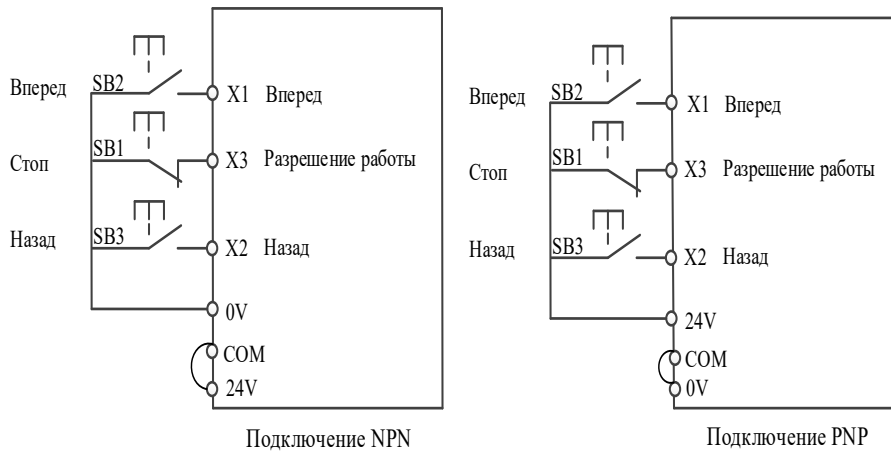 Вперед SB2 X1 Вперед
Стоп SB1 X3 Разрешение работы
Назад SB3 X2 Назад
0V
COM
24V
Подключение NPN
Вперед SB2 X1 Вперед
Стоп SB1 X3 Разрешение работы
Назад SB3 X2 Назад
24V
COM
0V
Подключение PNP